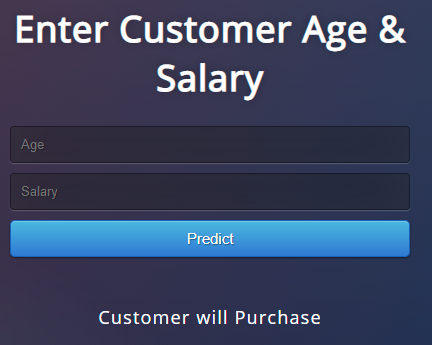 Enter Customer Age &
Salary
Age
Salary
Predict
Customer will Purchase